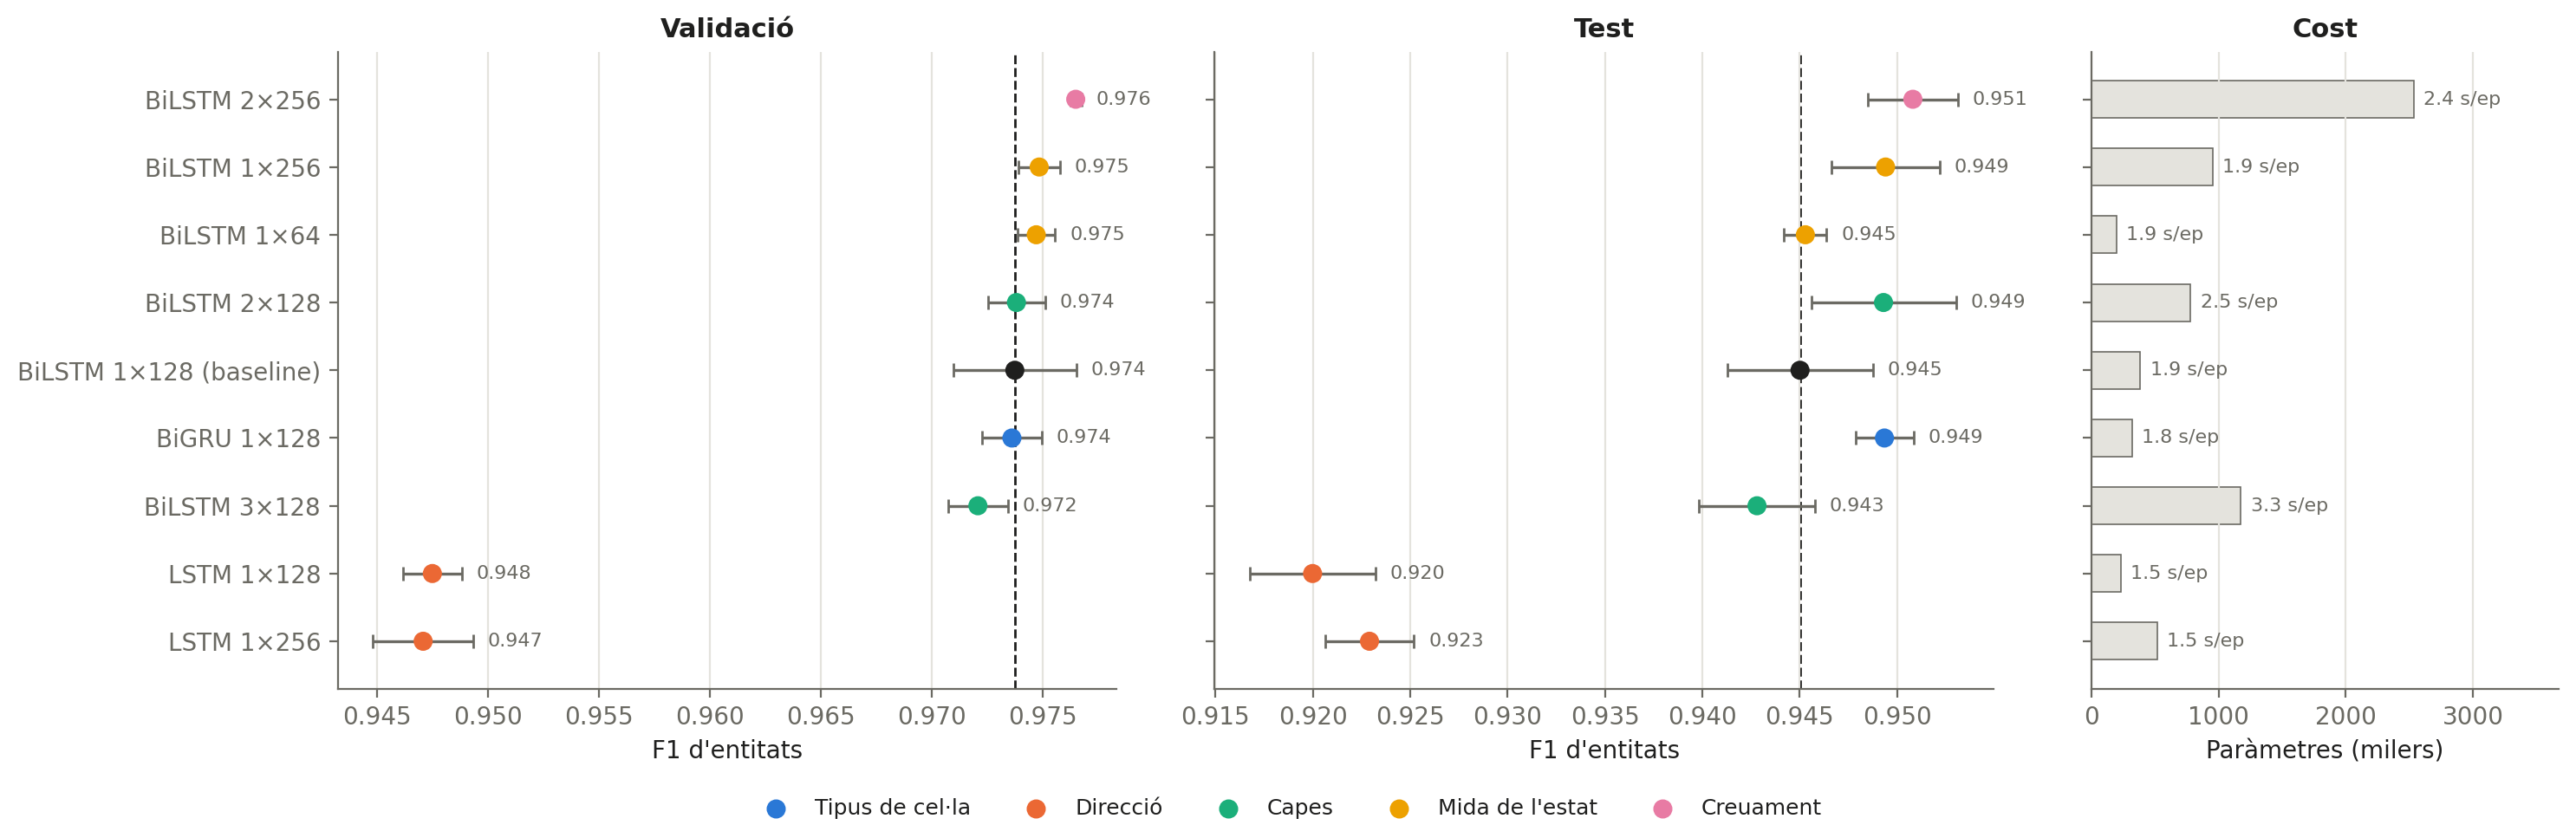 Validació
Test
Cost
BiLSTM 2×256
0.976
0.951
2.4 s/ep
BiLSTM 1×256
0.975
0.949
1.9 s/ep
BiLSTM 1×64
0.975
0.945
1.9 s/ep
BiLSTM 2×128
0.974
0.949
2.5 s/ep
BiLSTM 1×128 (baseline)
0.974
0.945
1.9 s/ep
BiGRU 1×128
0.974
0.949
1.8 s/ep
BiLSTM 3×128
0.972
0.943
3.3 s/ep
LSTM 1×128
0.948
0.920
1.5 s/ep
LSTM 1×256
0.947
0.923
1.5 s/ep
0.945 0.950 0.955 0.960 0.965 0.970 0.975
0.915 0.920 0.925 0.930 0.935 0.940 0.945 0.950
0 1000 2000 3000
F1 d'entitats
F1 d'entitats
Paràmetres (milers)
Tipus de cel·la
Direcció
Capes
Mida de l'estat
Creuament